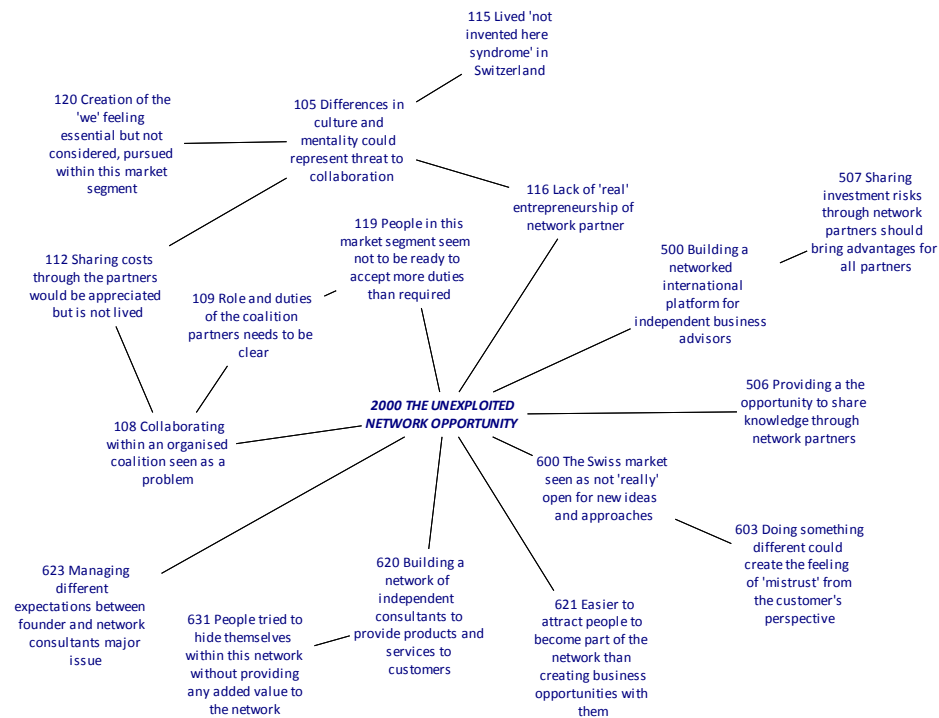 115 Lived 'not
invented here
syndrome' in
Switzerland
120 Creation of the
'we' feeling
essential but not
considered, pursued
within this market
segment
105 Differences in
culture and
mentality could
represent threat to
collaboration
116 Lack of 'real'
entrepreneurship of
network partner
507 Sharing
investment risks
through network
partners should
bring advantages for
all partners
119 People in this
market segment seem
not to be ready to
accept more duties
than required
500 Building a
networked
international
platform for
independent business
advisors
112 Sharing costs
through the partners
would be appreciated
but is not lived
109 Role and duties
of the coalition
partners needs to be
clear
2000 THE UNEXPLOITED
NETWORK OPPORTUNITY
506 Providing a the
opportunity to share
knowledge through
network partners
108 Collaborating
within an organised
coalition seen as a
problem
600 The Swiss market
seen as not 'really'
open for new ideas
and approaches
603 Doing something
different could
create the feeling
of 'mistrust' from
the customer's
perspective
623 Managing
different
expectations between
founder and network
consultants major
issue
620 Building a
network of
independent
consultants to
provide products and
services to
customers
631 People tried to
hide themselves
within this network
without providing
any added value to
the network
621 Easier to
attract people to
become part of the
network than
creating business
opportunities with
them